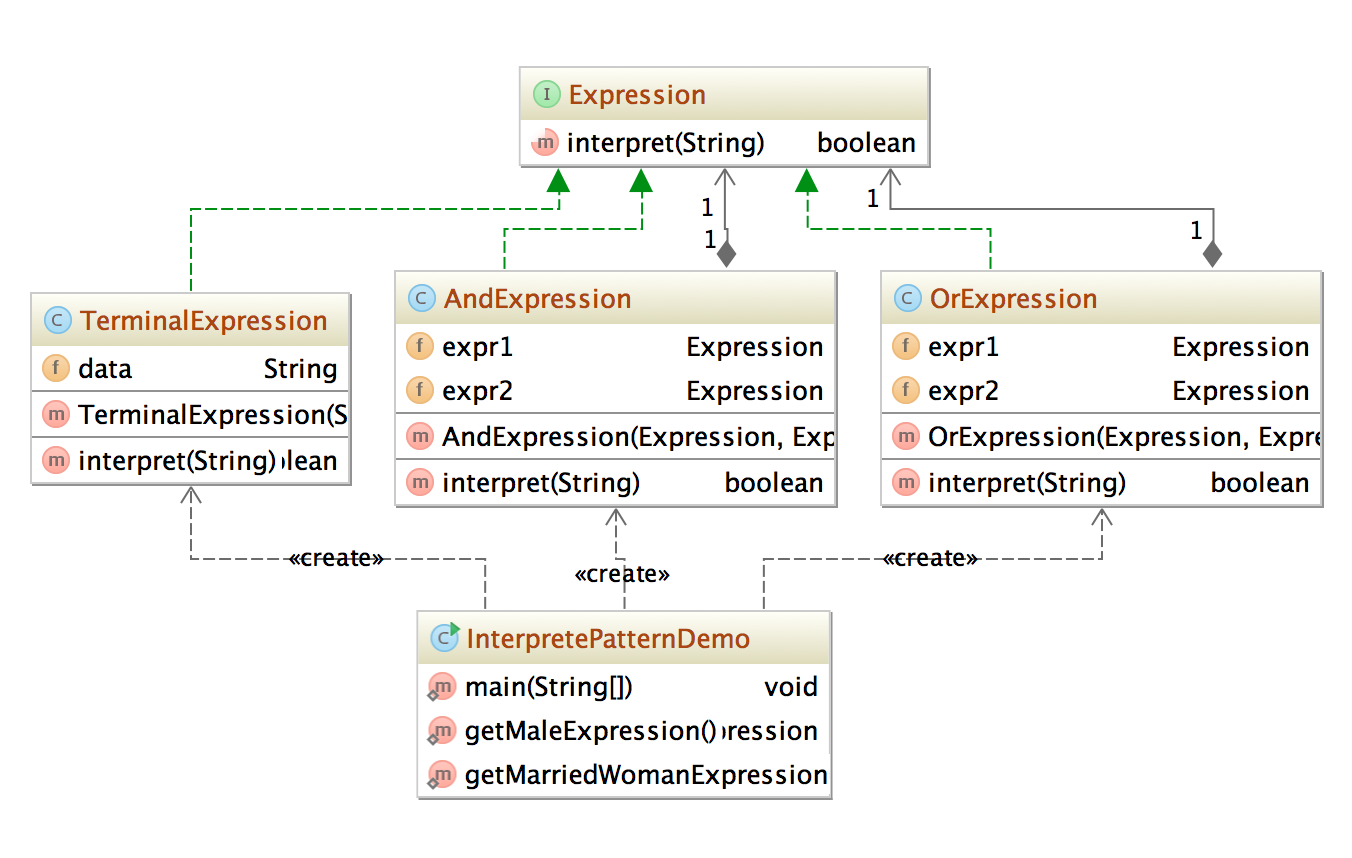 I Expression
m interpret(String) boolean
1
1
1
1
C TerminalExpression
f data String
m TerminalExpression(S
m interpret(String) lean
C AndExpression
f expr1 Expression
f expr2 Expression
m AndExpression(Expression, Exp
m interpret(String) boolean
C OrExpression
f expr1 Expression
f expr2 Expression
m OrExpression(Expression, Expre
m interpret(String) boolean
«create»
«create»
«create»
C InterpretePatternDemo
m main(String[]) void
m getMaleExpression() ression
m getMarriedWomanExpression